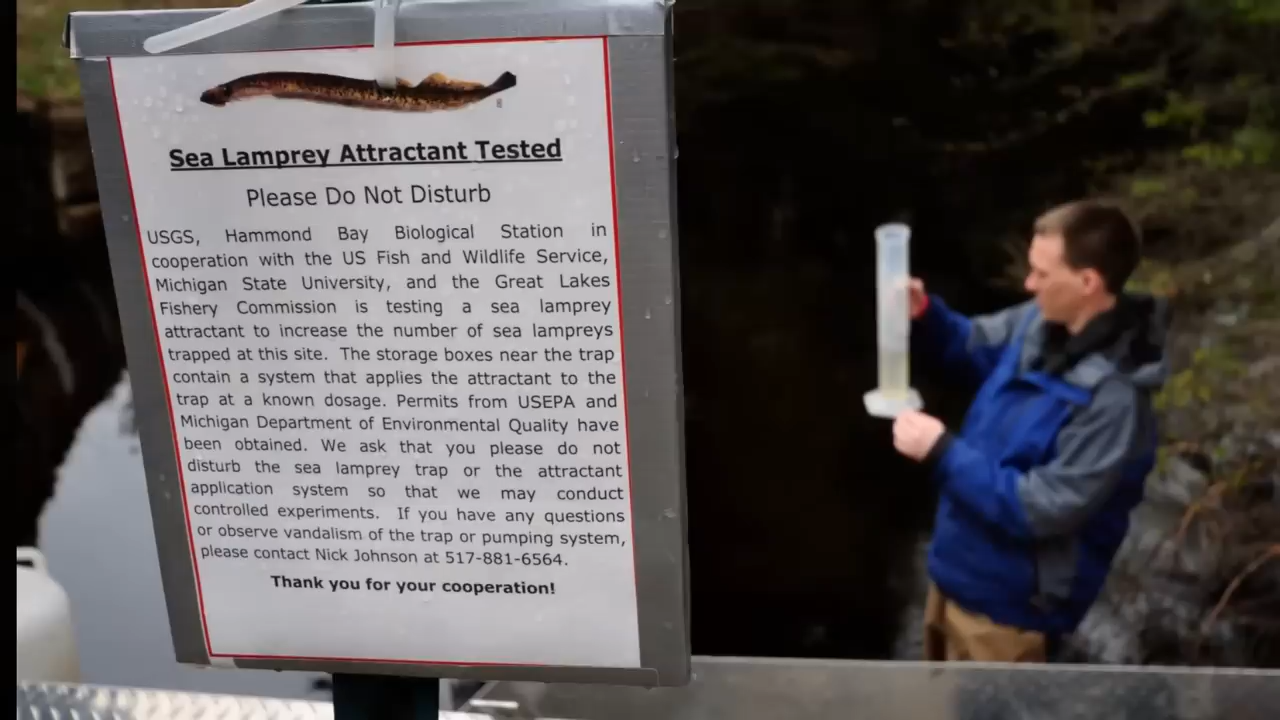 Sea Lamprey Attractant Tested
Please Do Not Disturb
USGS, Hammond Bay Biological Station in
cooperation with the US Fish and Wildlife Service,
Michigan State University, and the Great Lakes
Fishery Commission is testing a sea lamprey
attractant to increase the number of sea lampreys
trapped at this site. The storage boxes near the trap
contain a system that applies the attractant to the
trap at a known dosage. Permits from USEPA and
Michigan Department of Environmental Quality have
been obtained. We ask that you please do not
disturb the sea lamprey trap or the attractant
application system so that we may conduct
controlled experiments. If you have any questions
or observe vandalism of the trap or pumping system,
please contact Nick Johnson at 517-881-6564.
Thank you for your cooperation!